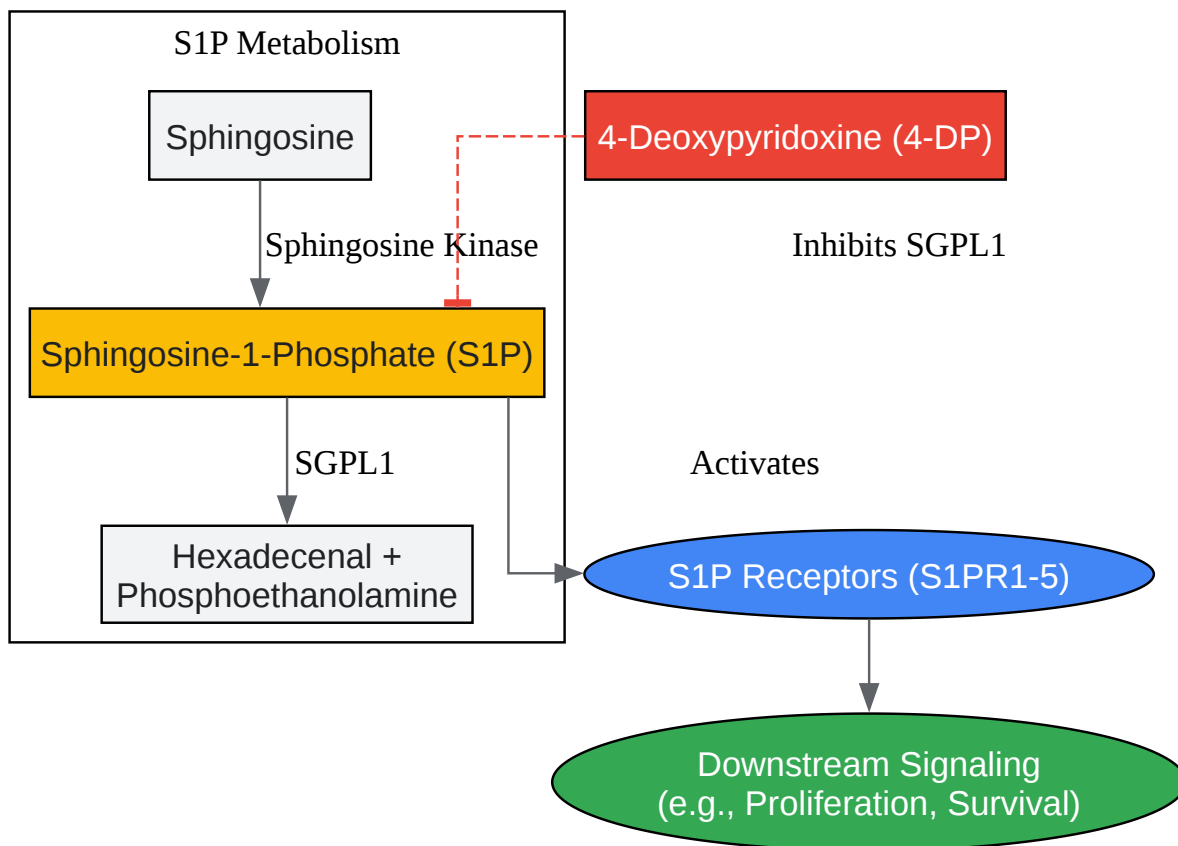 S1P Metabolism
Sphingosine
4-Deoxypyridoxine (4-DP)
Sphingosine Kinase
Inhibits SGPL1
Sphingosine-1-Phosphate (S1P)
SGPL1
Activates
Hexadecenal +
Phosphoethanolamine
S1P Receptors (S1PR1-5)
Downstream Signaling
(e.g., Proliferation, Survival)